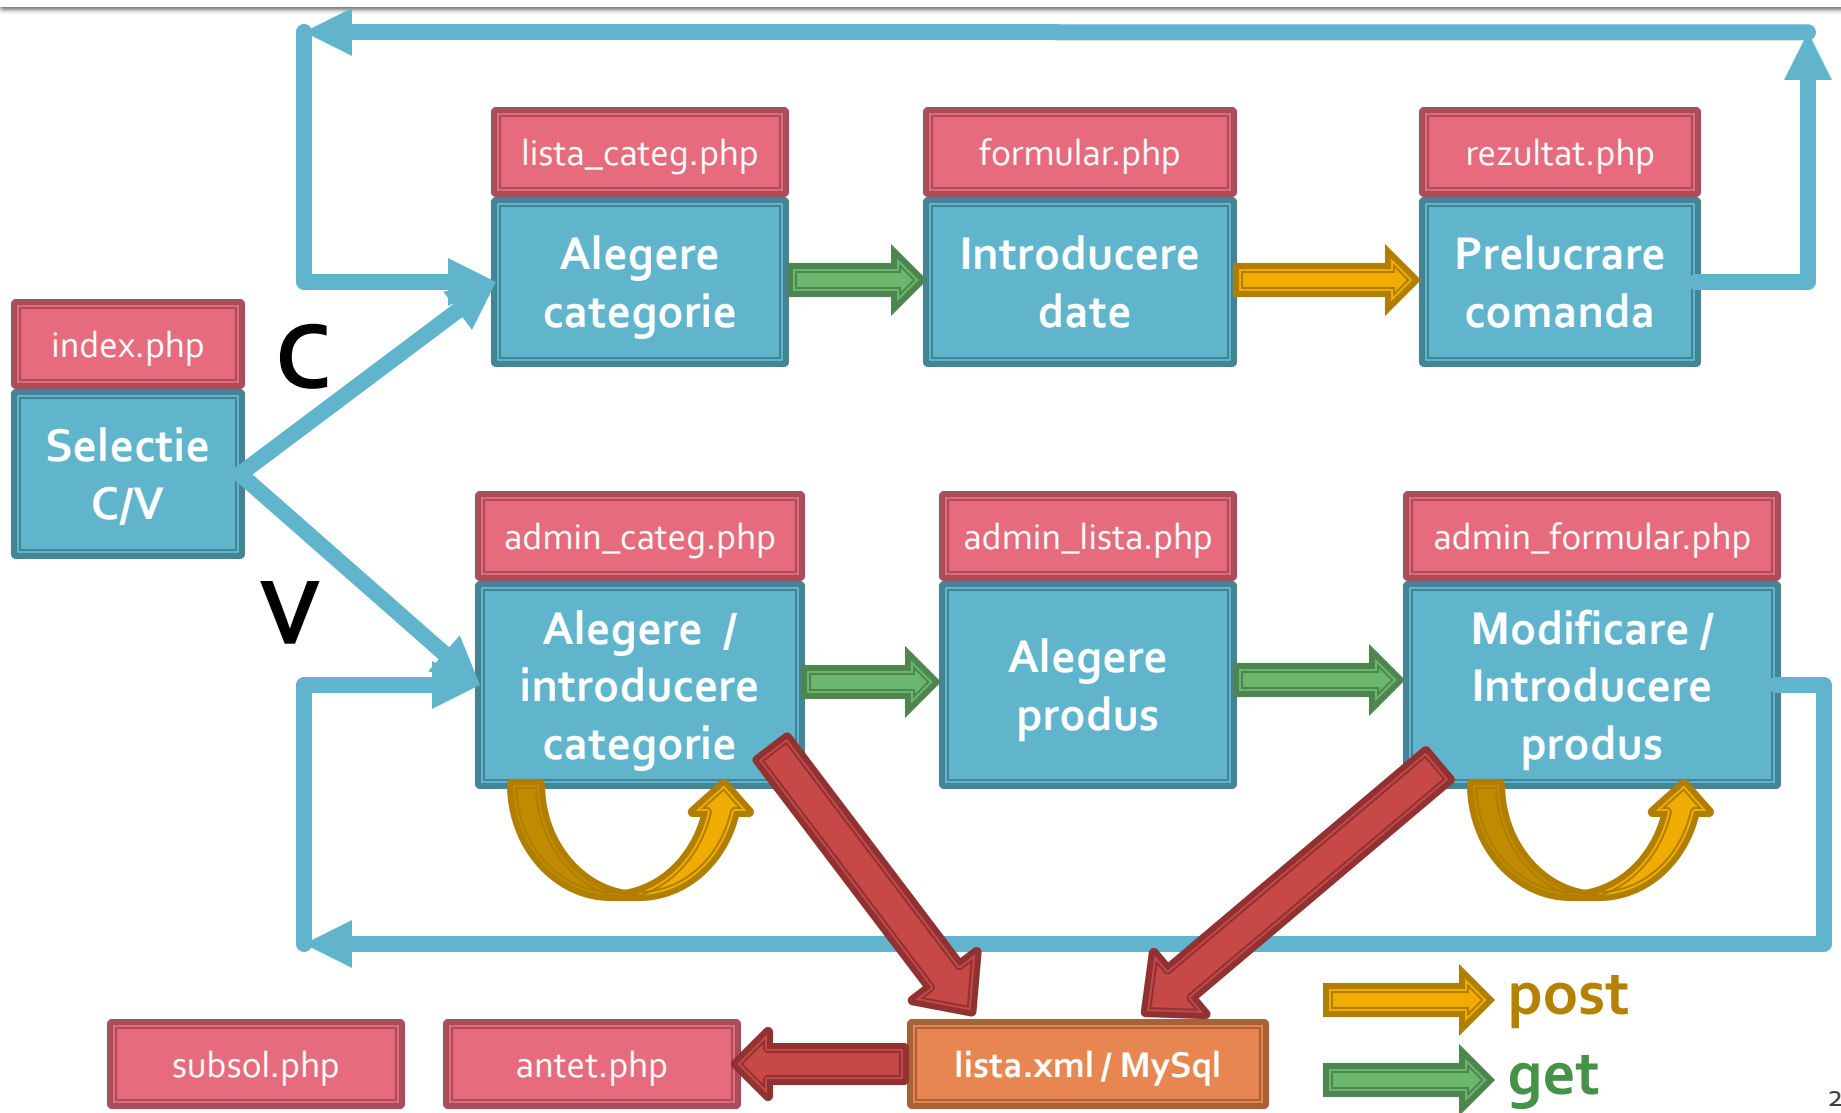 lista_categ.php
formular.php
rezultat.php
Alegere
categorie
Introducere
date
Prelucrare
comanda
index.php
C
Selectie
C/V
V
admin_categ.php
admin_lista.php
admin_formular.php
Alegere /
introducere
categorie
Alegere
produs
Modificare /
Introducere
produs
post
subsol.php
antet.php
lista.xml / MySql
get
2